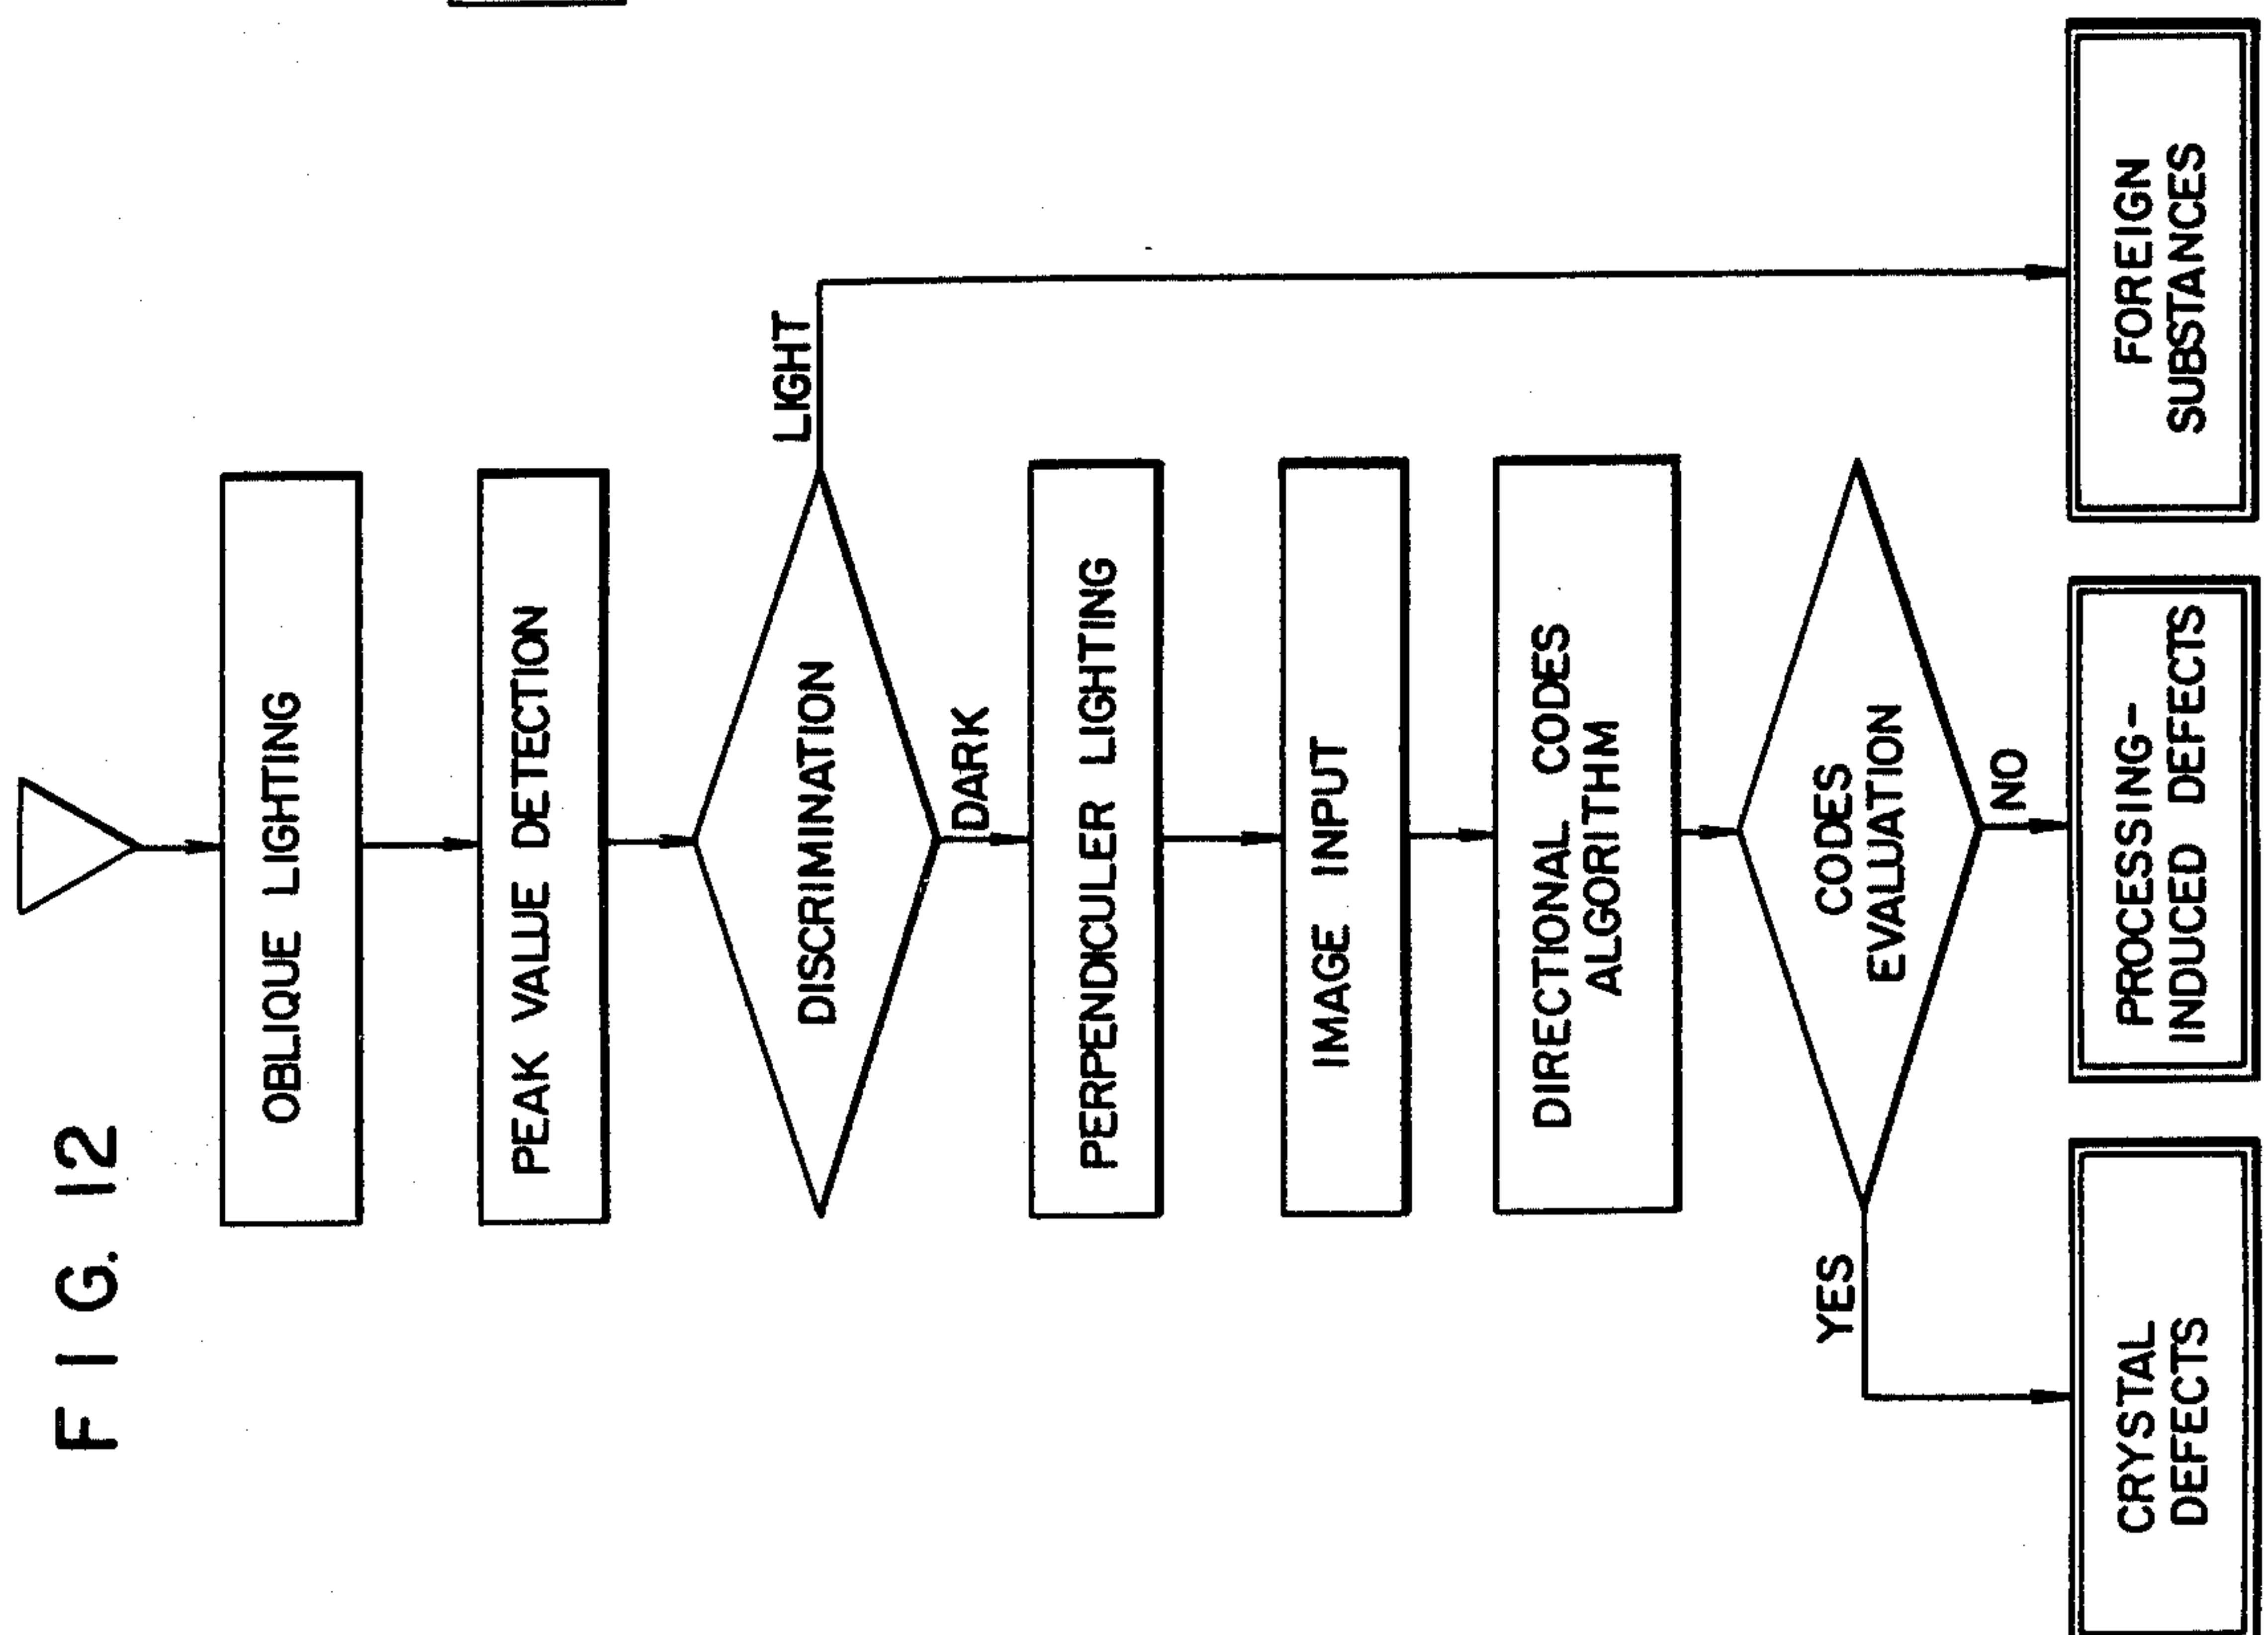 FIG. 12
OBLIQUE LIGHTING
PEAK VALUE DETECTION
DISCRIMINATION
LIGHT
DARK
PERPENDICULER LIGHTING
IMAGE INPUT
DIRECTIONAL CODES
ALGORITHM
CODES
EVALUATION
YES
NO
CRYSTAL
DEFECTS
PROCESSING-
INDUCED DEFECTS
FOREIGN
SUBSTANCES